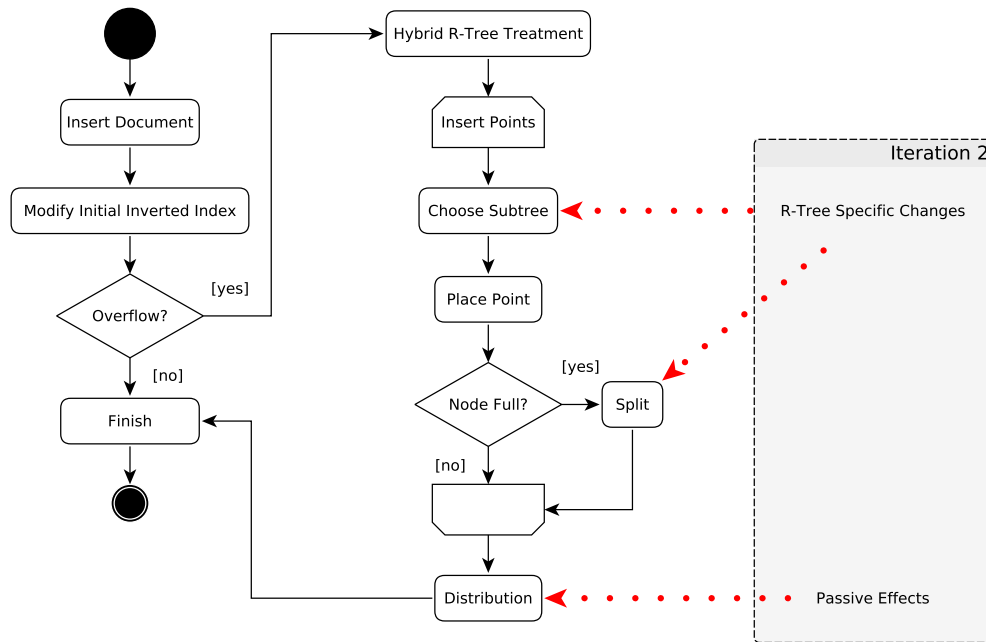 Hybrid R-Tree Treatment
Insert Document
Insert Points
Iteration 2
Modify Initial Inverted Index
Choose Subtree
R-Tree Specific Changes
[yes]
Place Point
Overflow?
[no]
[yes]
Finish
Node Full?
Split
[no]
Distribution
Passive Effects